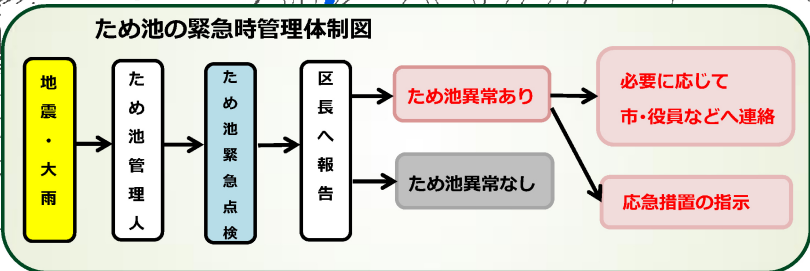 ため池の緊急時管理体制図
地震・大雨
ため池管理人
ため池緊急点検
区長へ報告
ため池異常あり
ため池異常なし
必要に応じて
市・役員などへ連絡
応急措置の指示